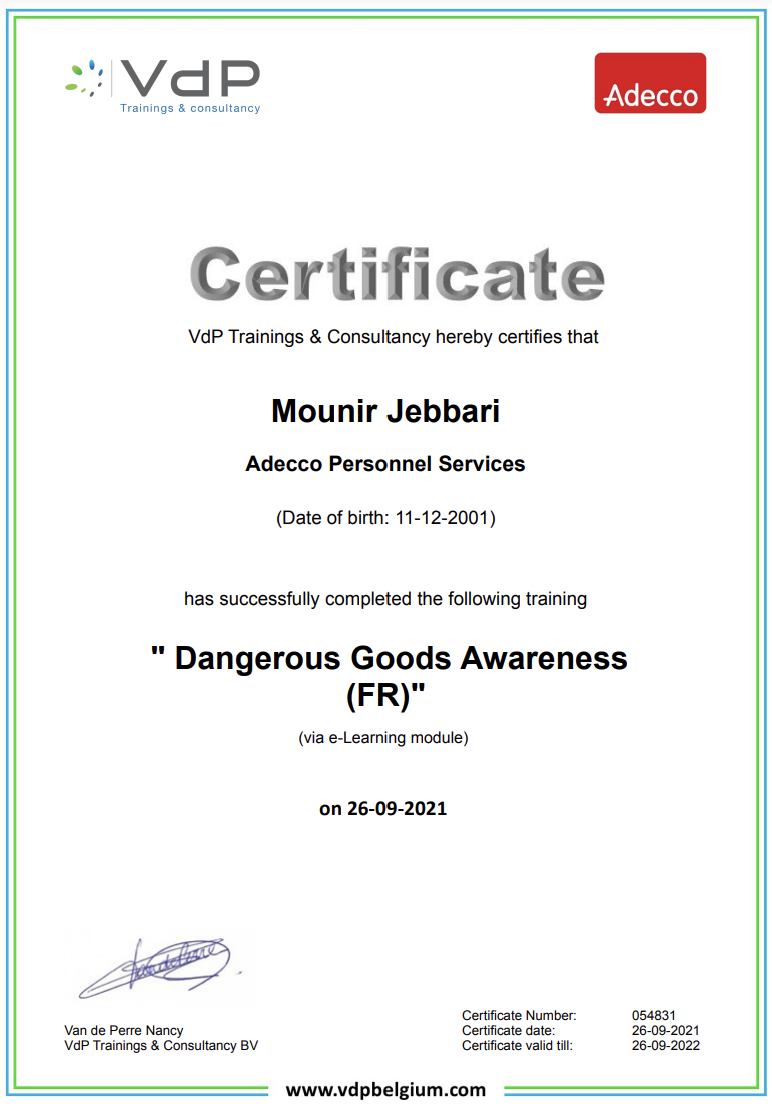 VdP
Trainings & consultancy
Adecco
Certificate
VdP Trainings & Consultancy hereby certifies that
Mounir Jebbari
Adecco Personnel Services
(Date of birth: 11-12-2001)
has successfully completed the following training
" Dangerous Goods Awareness
(FR)"
(via e-Learning module)
on 26-09-2021
Van de Perre Nancy
VdP Trainings & Consultancy BV
Certificate Number: 054831
Certificate date: 26-09-2021
Certificate valid till: 26-09-2022
www.vdpbelgium.com